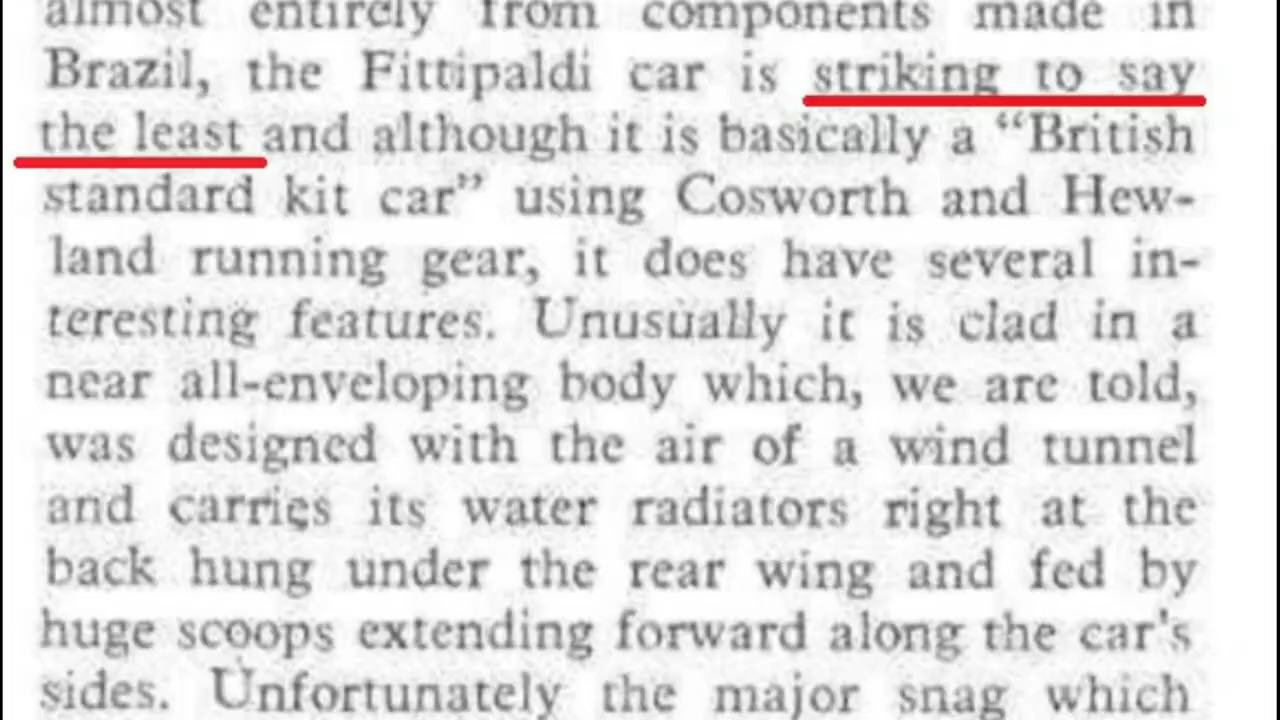 almost entirely from components made in
Brazil, the Fittipaldi car is striking to say
the least and although it is basically a “British
standard kit car” using Cosworth and Hew-
land running gear, it does have several in-
teresting features. Unusually it is clad in a
near all-enveloping body which, we are told,
was designed with the air of a wind tunnel
and carries its water radiators right at the
back hung under the rear wing and fed by
huge scoops extending forward along the car's
sides. Unfortunately the major snag which